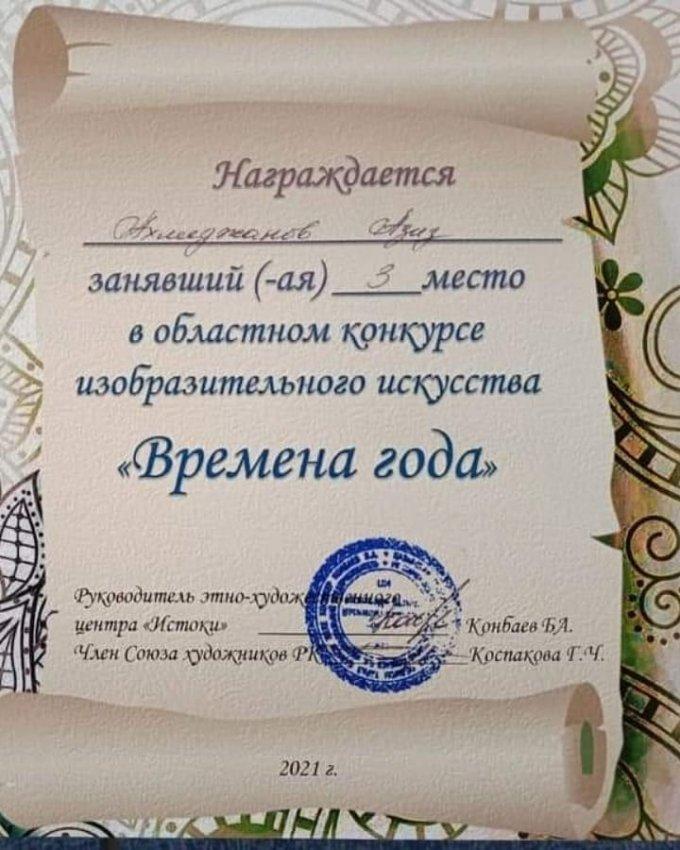 Награждается
Ахмеджанов Азиз
занявший (-ая) 3 место
в областном конкурсе
изобразительного искусства
«Времена года»
Руководитель этно-художественного
центра «Истоки» Конбаев Б.А.
Член Союза художников РК Коспакова Г.Ч.
2021 г.